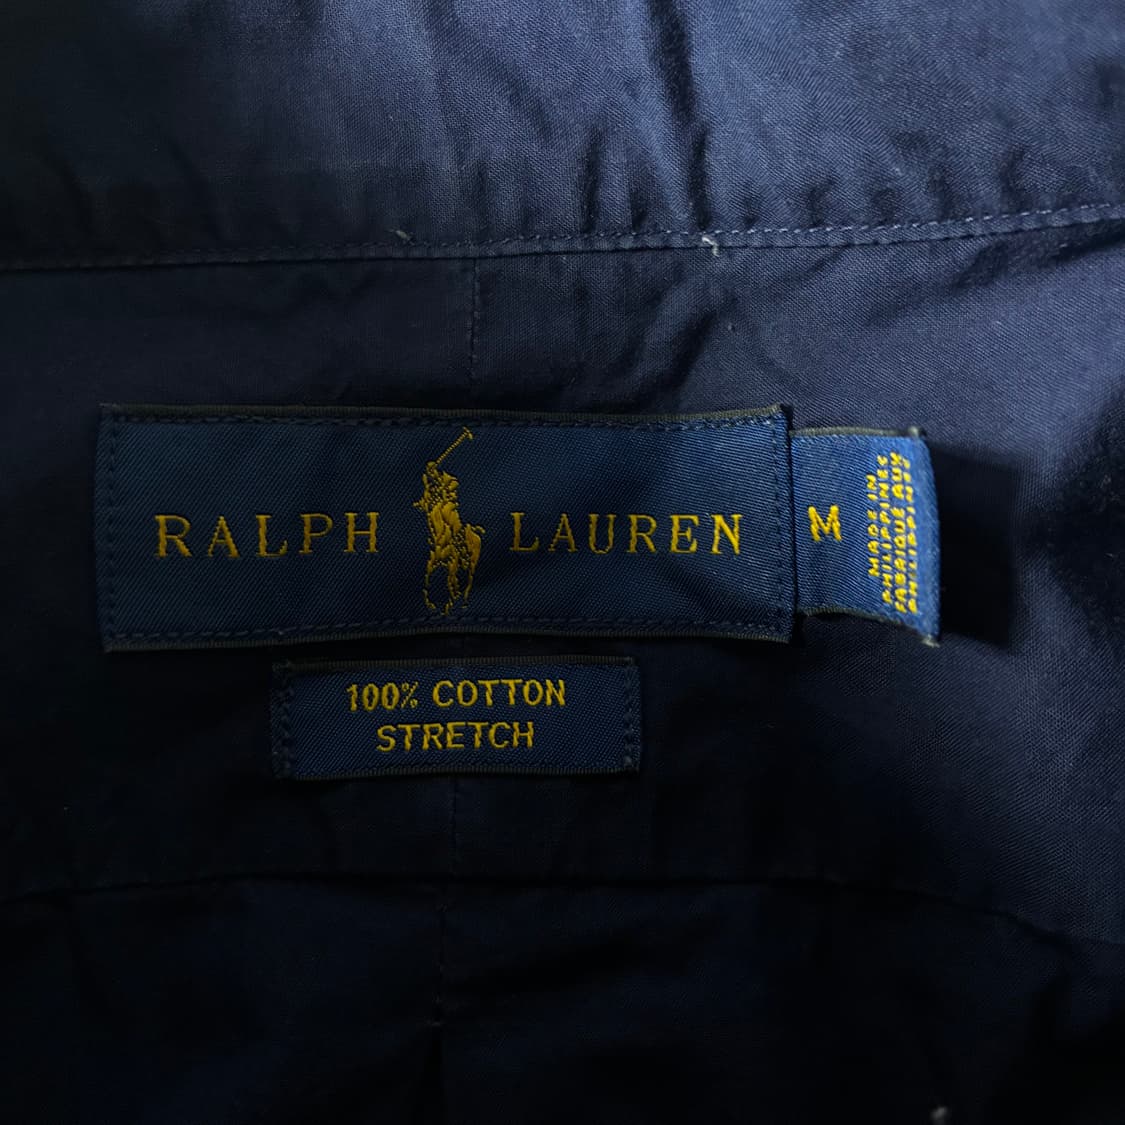 RALPH LAUREN
M
MADE IN
PHILIPPINES
FABRIQUÉ AUX
PHILIPPINES
100% COTTON
STRETCH